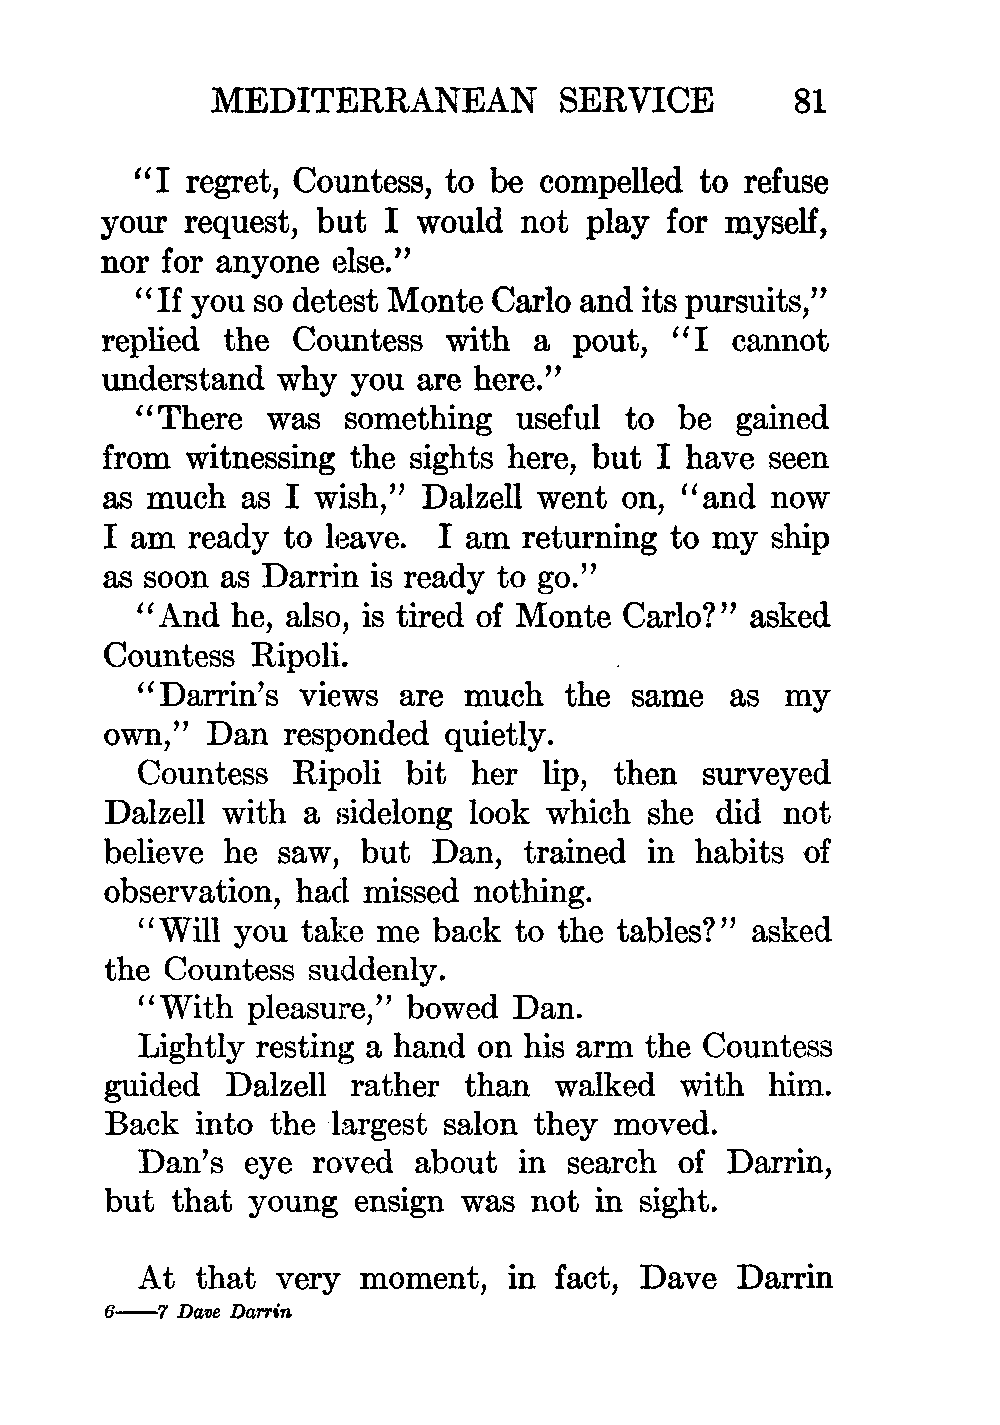 MEDITERRANEAN SERVICE 81
“I regret, Countess, to be compelled to refuse
your request, but I would not play for myself,
nor for anyone else.”
“If you so detest Monte Carlo and its pursuits,”
replied the Countess with a pout, “I cannot
understand why you are here.”
“There was something useful to be gained
from witnessing the sights here, but I have seen
as much as I wish,” Dalzell went on, “and now
I am ready to leave. I am returning to my ship
as soon as Darrin is ready to go.”
“And he, also, is tired of Monte Carlo?” asked
Countess Ripoli.
“Darrin’s views are much the same as my
own,” Dan responded quietly.
Countess Ripoli bit her lip, then surveyed
Dalzell with a sidelong look which she did not
believe he saw, but Dan, trained in habits of
observation, had missed nothing.
“Will you take me back to the tables?” asked
the Countess suddenly.
“With pleasure,” bowed Dan.
Lightly resting a hand on his arm the Countess
guided Dalzell rather than walked with him.
Back into the largest salon they moved.
Dan’s eye roved about in search of Darrin,
but that young ensign was not in sight.
At that very moment, in fact, Dave Darrin
6——7 Dave Darrin